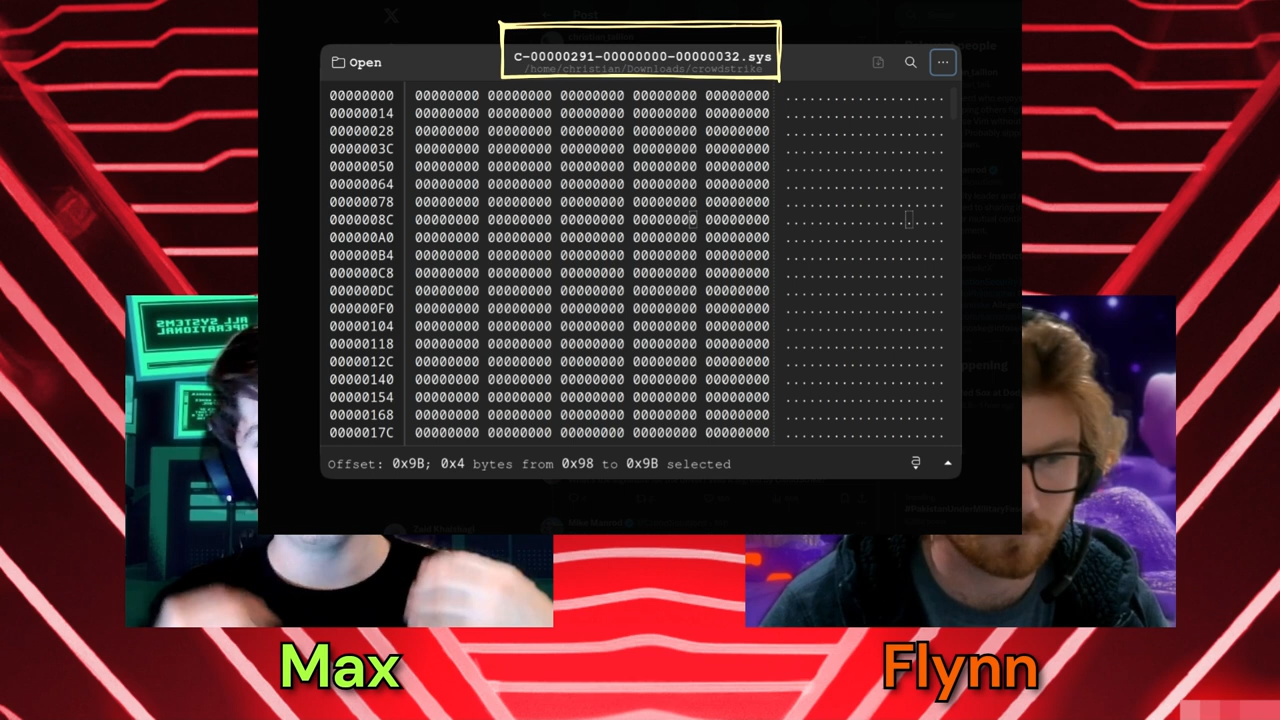 Post
C-00000291-00000000-00000032.sys
Open
/home/christian/Downloads/crowdstrike
00000000 00000000 00000000 00000000 00000000 00000000 ....................
00000014 00000000 00000000 00000000 00000000 00000000 ....................
00000028 00000000 00000000 00000000 00000000 00000000 ....................
0000003C 00000000 00000000 00000000 00000000 00000000 ....................
00000050 00000000 00000000 00000000 00000000 00000000 ....................
00000064 00000000 00000000 00000000 00000000 00000000 ....................
00000078 00000000 00000000 00000000 00000000 00000000 ....................
0000008C 00000000 00000000 00000000 00000000 00000000 ....................
000000A0 00000000 00000000 00000000 00000000 00000000 ....................
000000B4 00000000 00000000 00000000 00000000 00000000 ....................
000000C8 00000000 00000000 00000000 00000000 00000000 ....................
000000DC 00000000 00000000 00000000 00000000 00000000 ....................
000000F0 00000000 00000000 00000000 00000000 00000000 ....................
00000104 00000000 00000000 00000000 00000000 00000000 ....................
00000118 00000000 00000000 00000000 00000000 00000000 ....................
0000012C 00000000 00000000 00000000 00000000 00000000 ....................
00000140 00000000 00000000 00000000 00000000 00000000 ....................
00000154 00000000 00000000 00000000 00000000 00000000 ....................
00000168 00000000 00000000 00000000 00000000 00000000 ....................
0000017C 00000000 00000000 00000000 00000000 00000000 ....................
Offset: 0x9B; 0x4 bytes from 0x98 to 0x9B selected
ALL SYSTEMS
OPERATIONAL
Max
Flynn